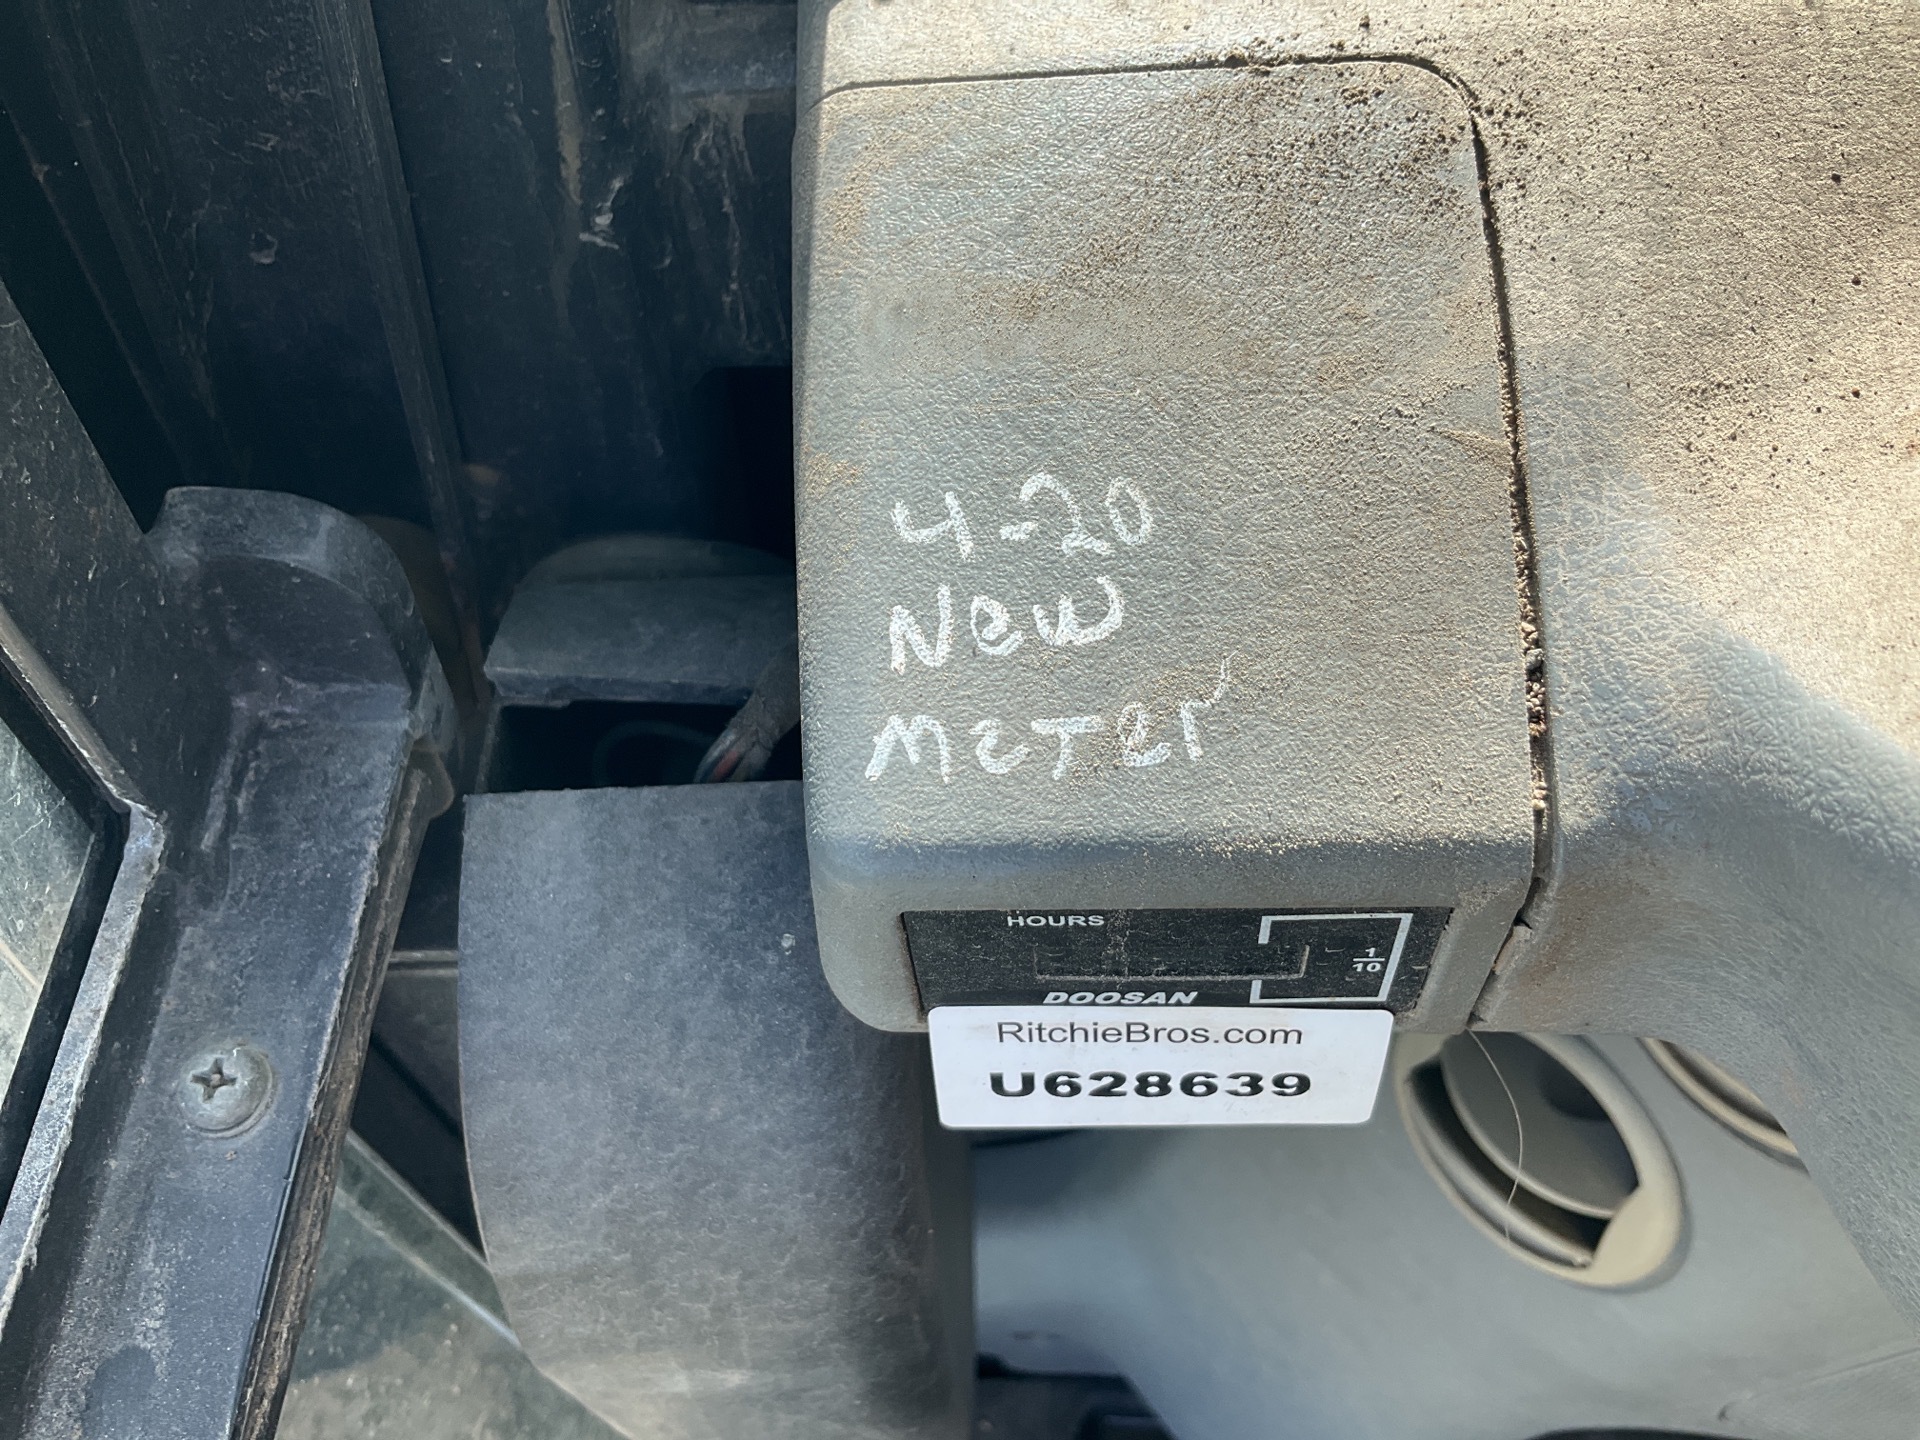 4-20
New
Meter
HOURS
1/10
DOOSAN
RitchieBros.com
U628639